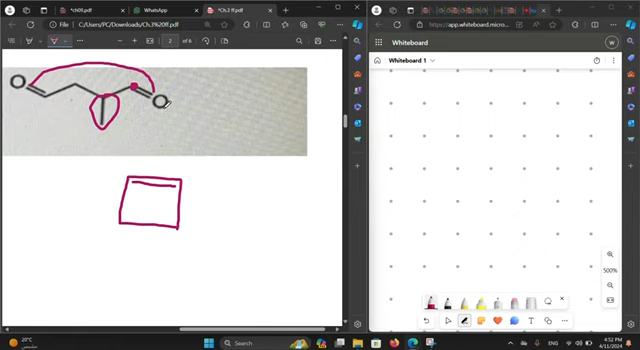 *ch09.pdf
WhatsApp
*Ch.3 ff.pdf
File
C:/Users/PC/Downloads/Ch.3%20ff.pdf
2
of 6
https://app.whiteboard.micro...
Whiteboard
W
Whiteboard 1
O
O
500%
T
20°C
Search
ENG
4:52 PM
4/11/2024